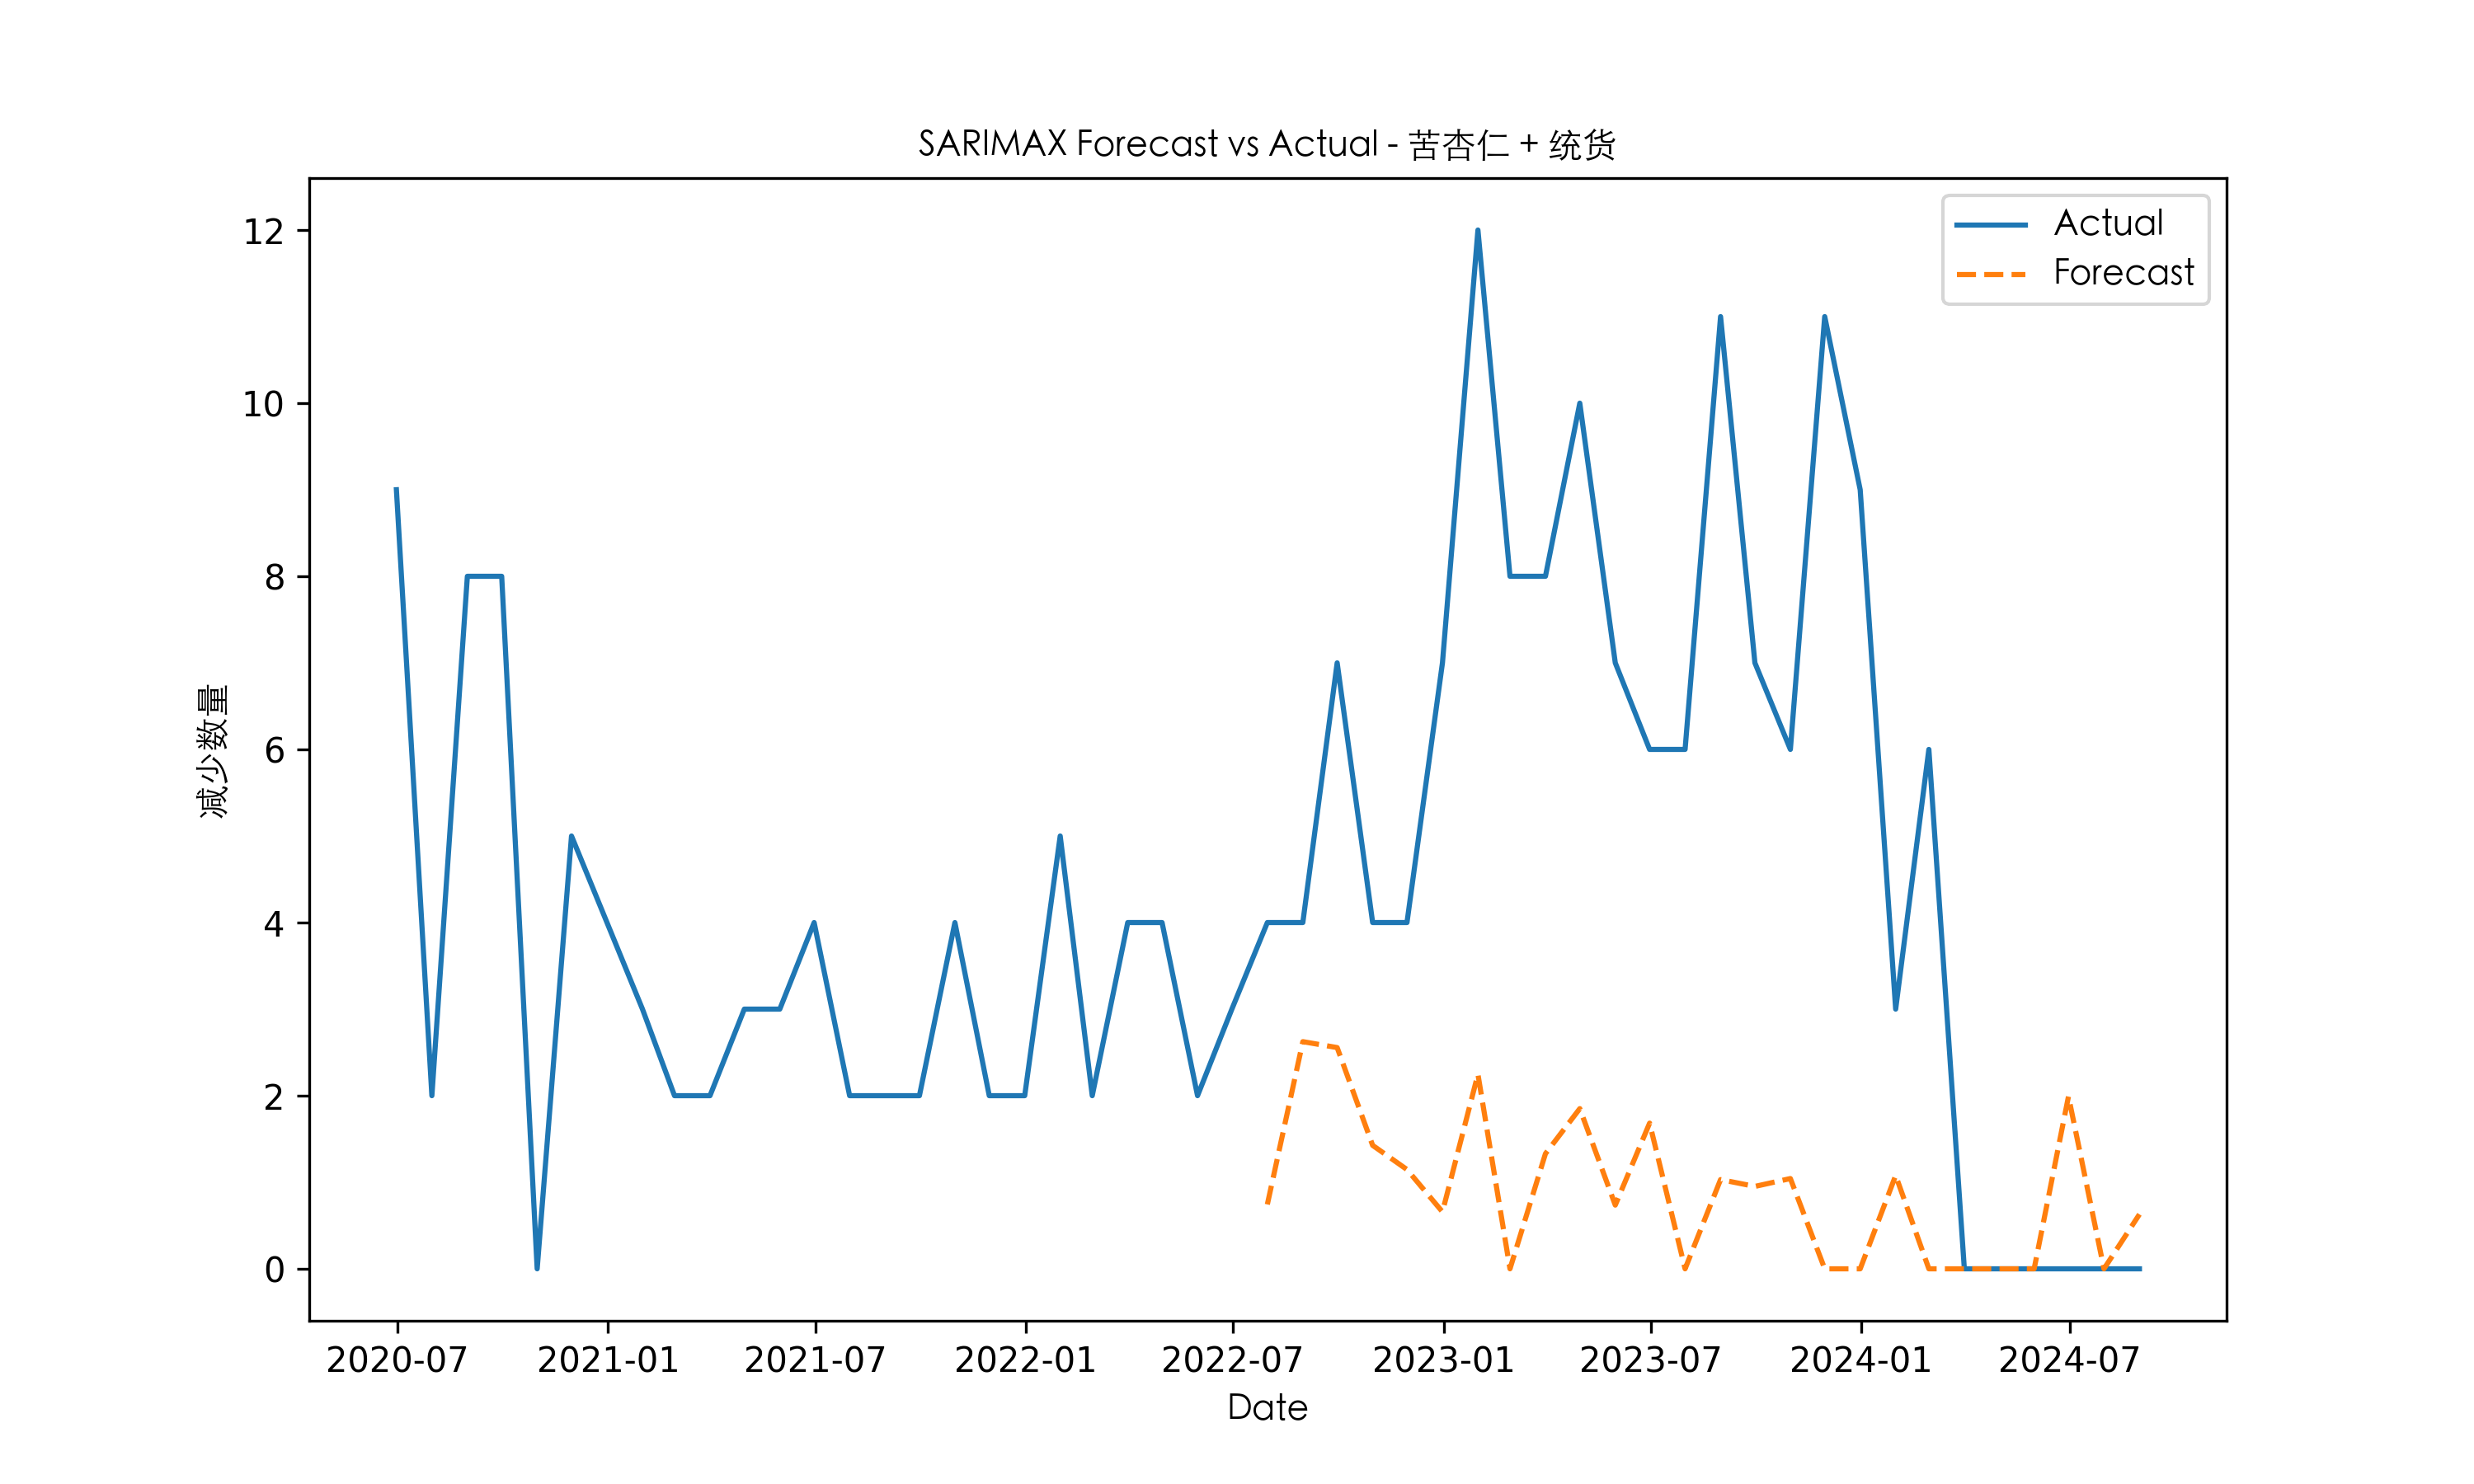 SARIMAX Forecast vs Actual - 苦杏仁 + 统货
Actual
Forecast
12
10
8
6
4
2
0
减少数量
2020-07 2021-01 2021-07 2022-01 2022-07 2023-01 2023-07 2024-01 2024-07
Date